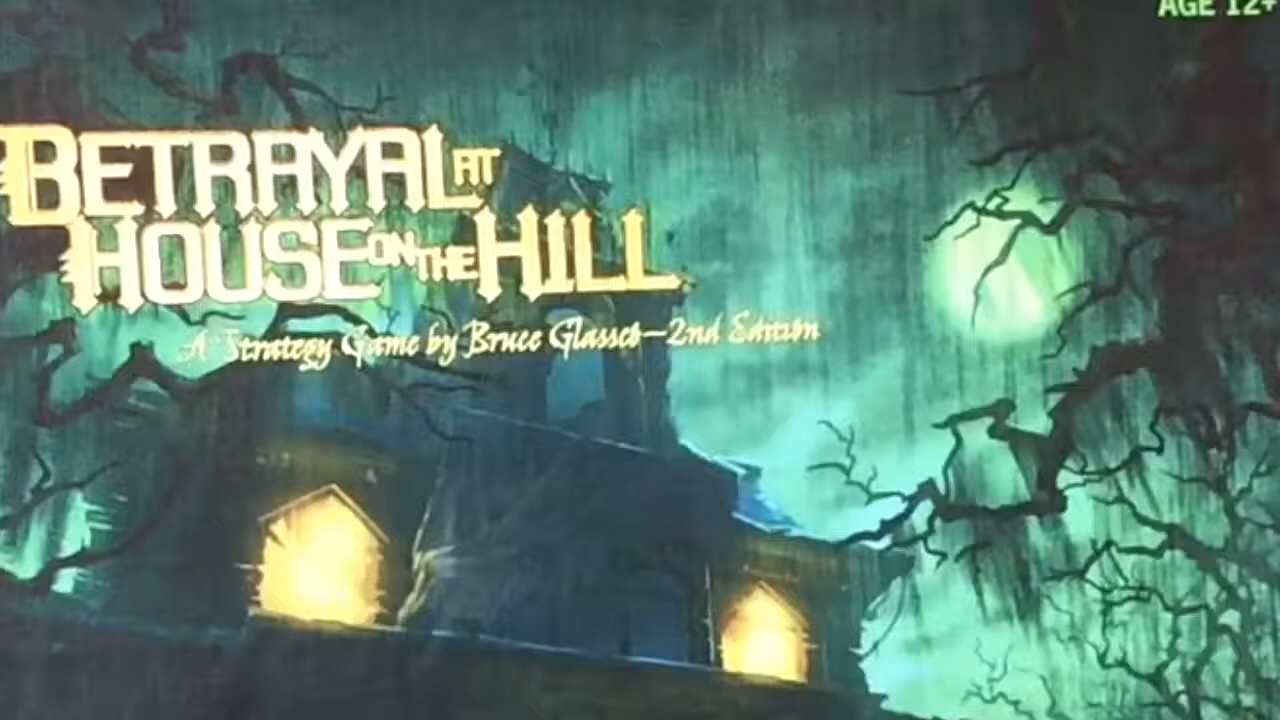 AGE 12+
BETRAYAL AT
HOUSE ON THE HILL
A Strategy Game by Bruce Glassco—2nd Edition